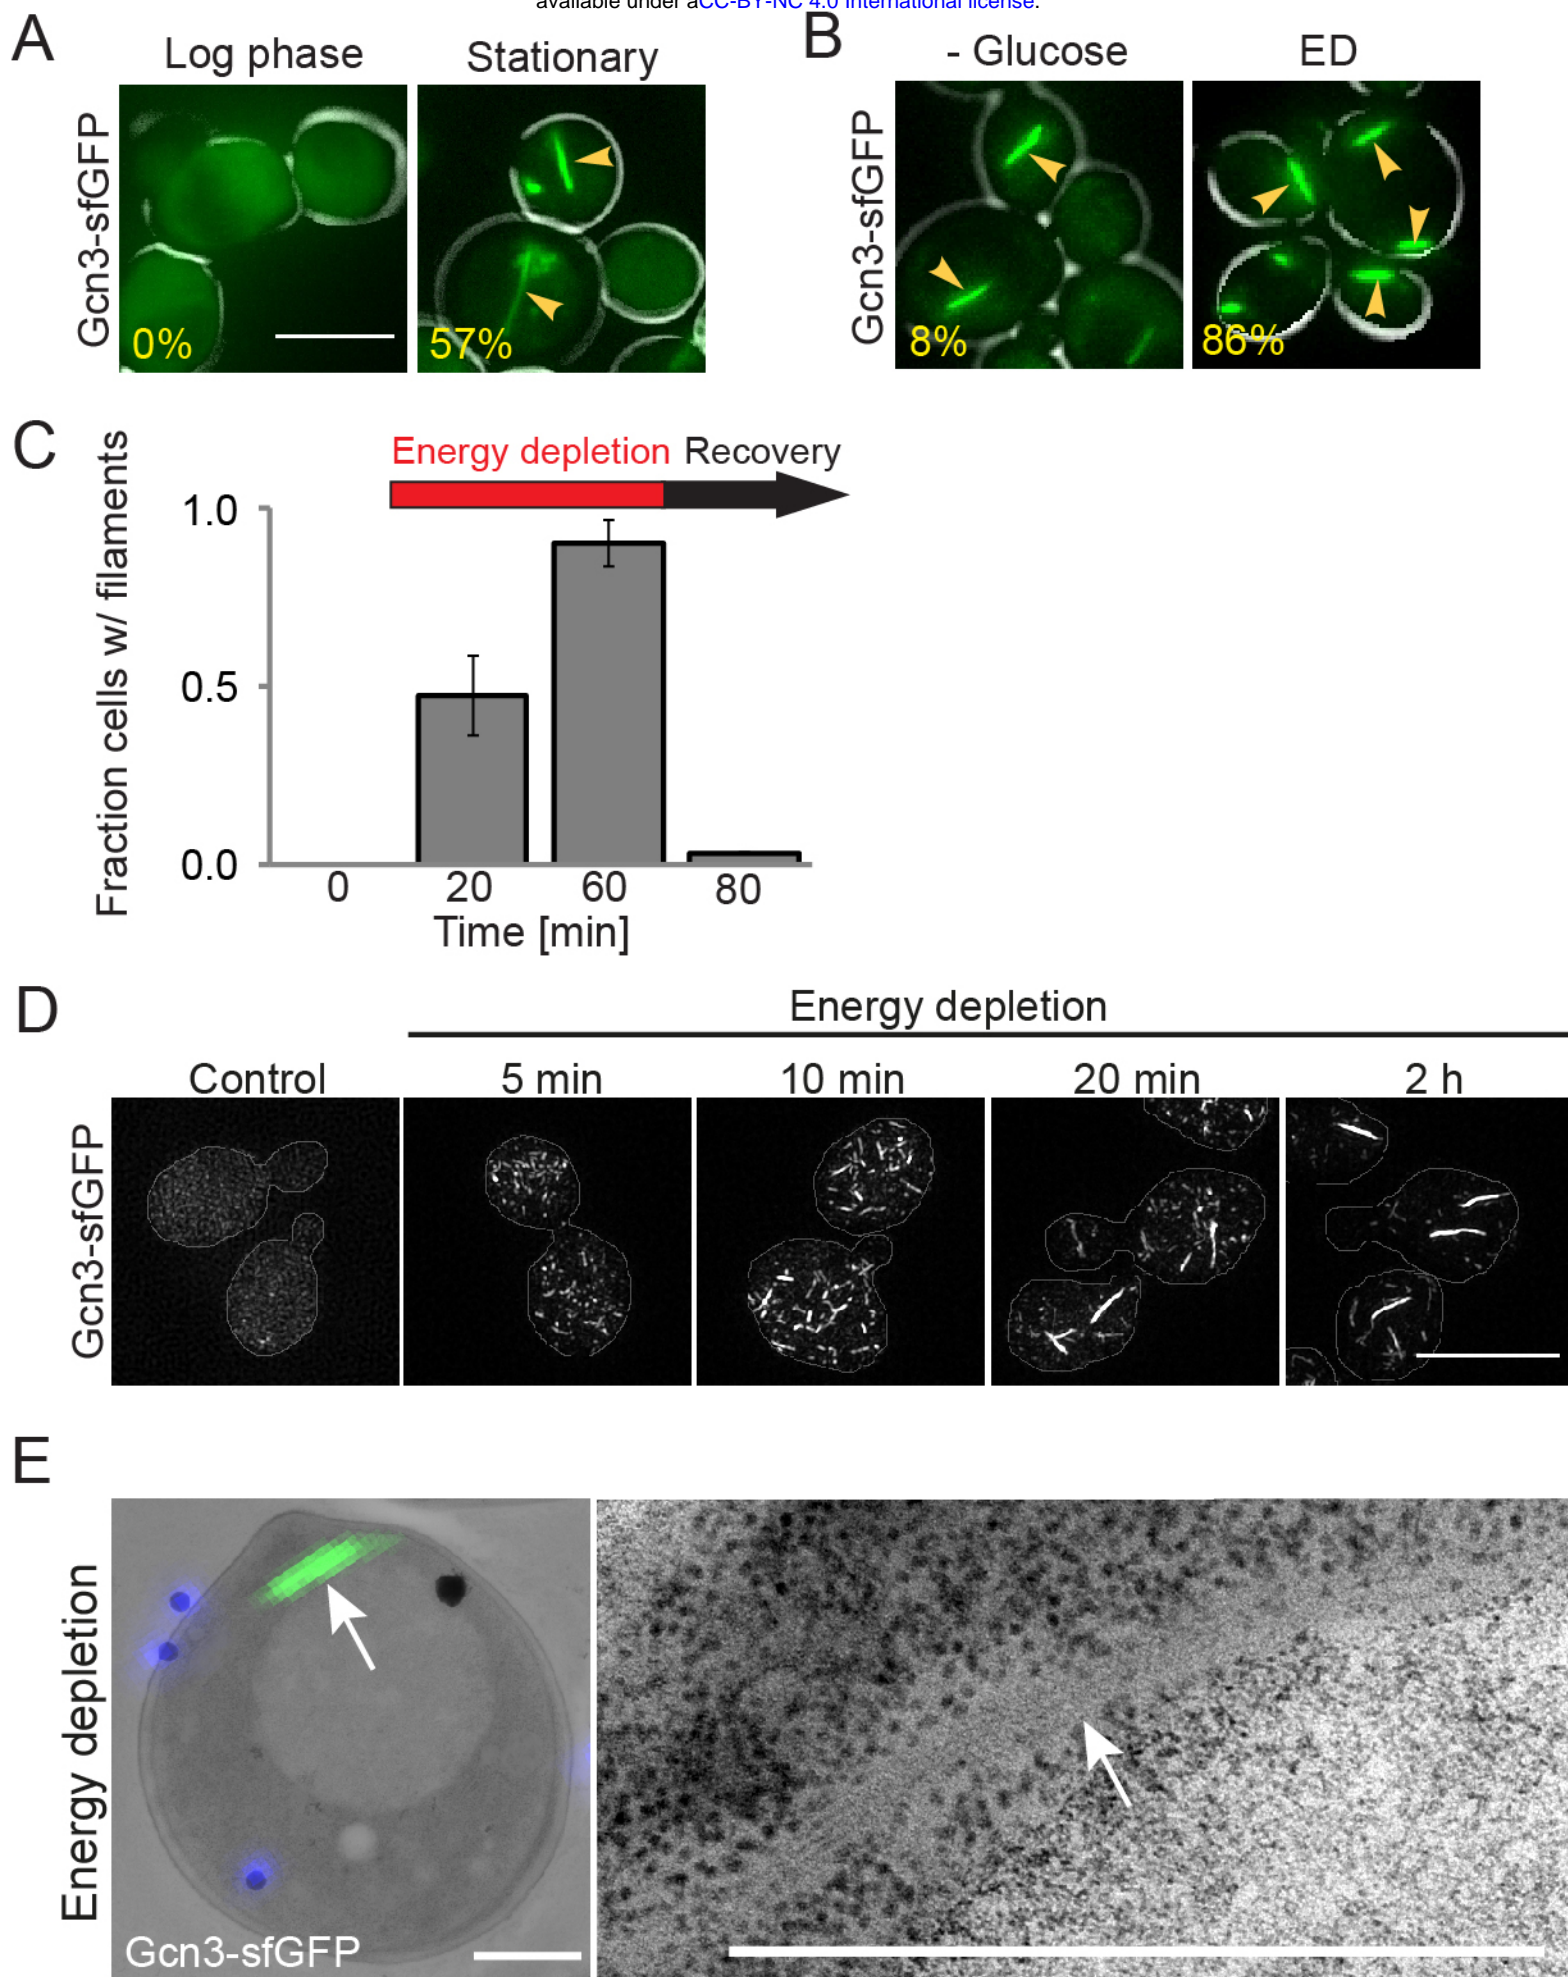 available under aCC-BY-NC 4.0 International license.
A
Log phase
Stationary
Gcn3-sfGFP
0%
57%
B
- Glucose
ED
Gcn3-sfGFP
8%
86%
C
Energy depletion
Recovery
Fraction cells w/ filaments
1.0
0.5
0.0
0
20
60
80
Time [min]
D
Energy depletion
Control
5 min
10 min
20 min
2 h
Gcn3-sfGFP
E
Energy depletion
Gcn3-sfGFP